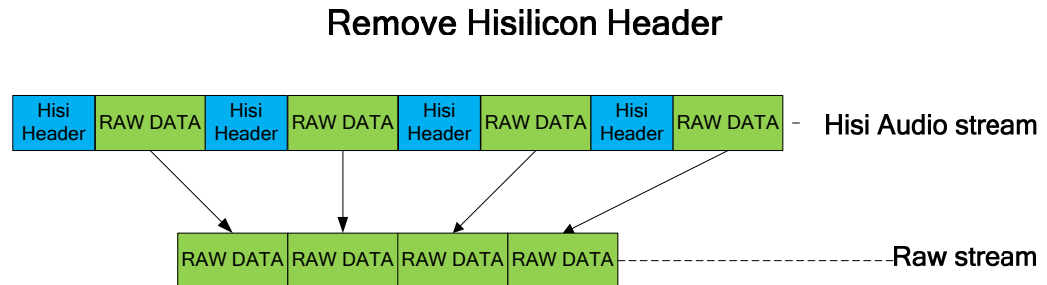 Remove Hisilicon Header
Hisi Header RAW DATA Hisi Header RAW DATA Hisi Header RAW DATA Hisi Header RAW DATA Hisi Audio stream
RAW DATA RAW DATA RAW DATA RAW DATA Raw stream